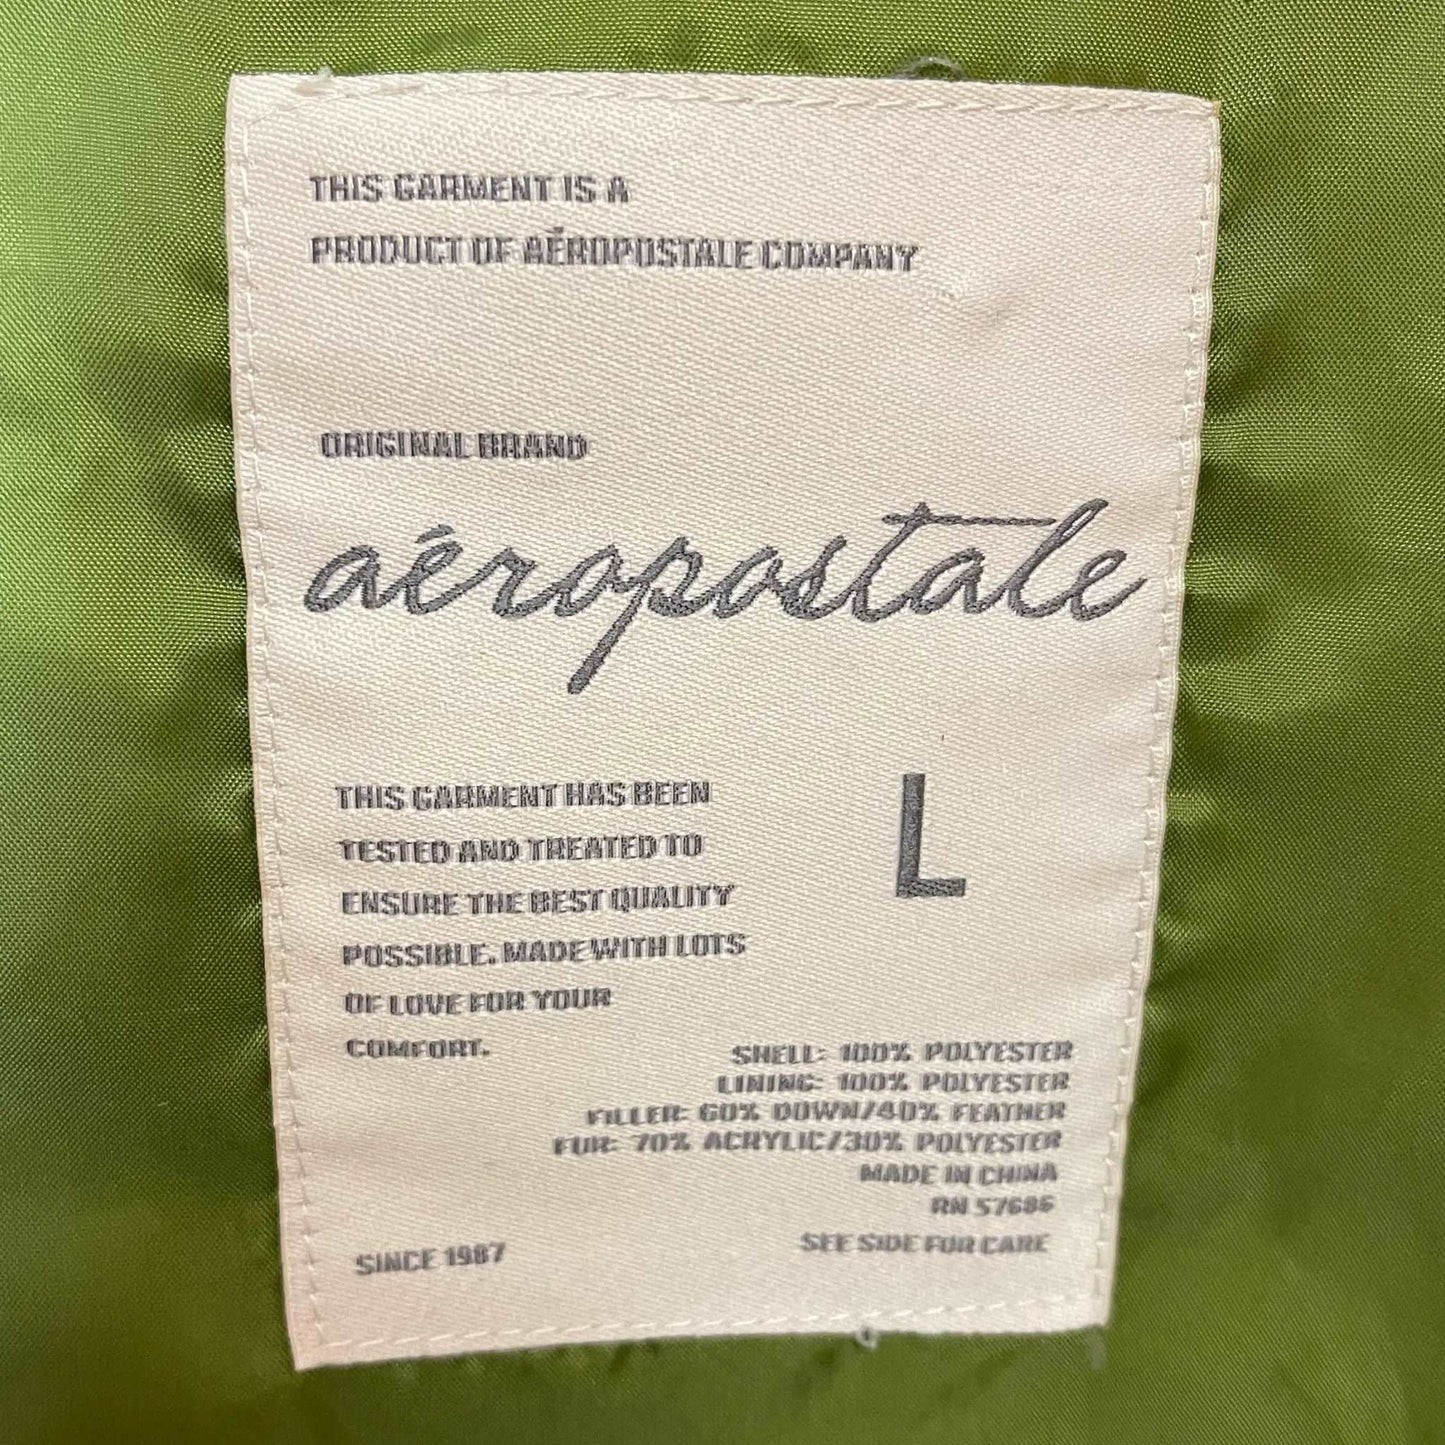 THIS GARMENT IS A
PRODUCT OF AÉROPOSTALE COMPANY
ORIGINAL BRAND
aéropostale
THIS GARMENT HAS BEEN
TESTED AND TREATED TO
ENSURE THE BEST QUALITY
POSSIBLE. MADE WITH LOTS
OF LOVE FOR YOUR
COMFORT.
L
SHELL: 100% POLYESTER
LINING: 100% POLYESTER
FILLER: 60% DOWN/40% FEATHER
FUR: 70% ACRYLIC/30% POLYESTER
MADE IN CHINA
RN 57686
SEE SIDE FOR CARE
SINCE 1987